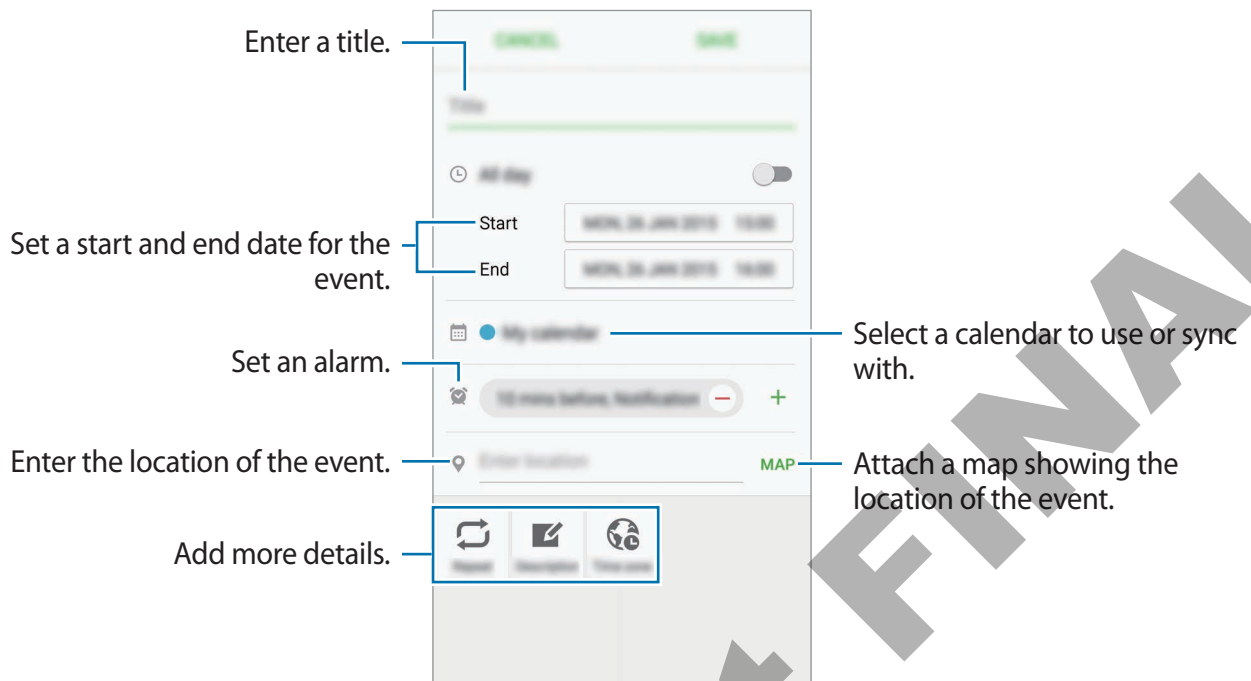 CANCEL SAVE
Enter a title.
Title
All day
Start MON, 26 JAN 2015 15:00
Set a start and end date for the
event.
End MON, 26 JAN 2015 16:00
My calendar
Select a calendar to use or sync
with.
Set an alarm.
10 mins before, Notification
Enter the location of the event.
Enter location
MAP
Attach a map showing the
location of the event.
Add more details.
Repeat Description Time zone
FINAL